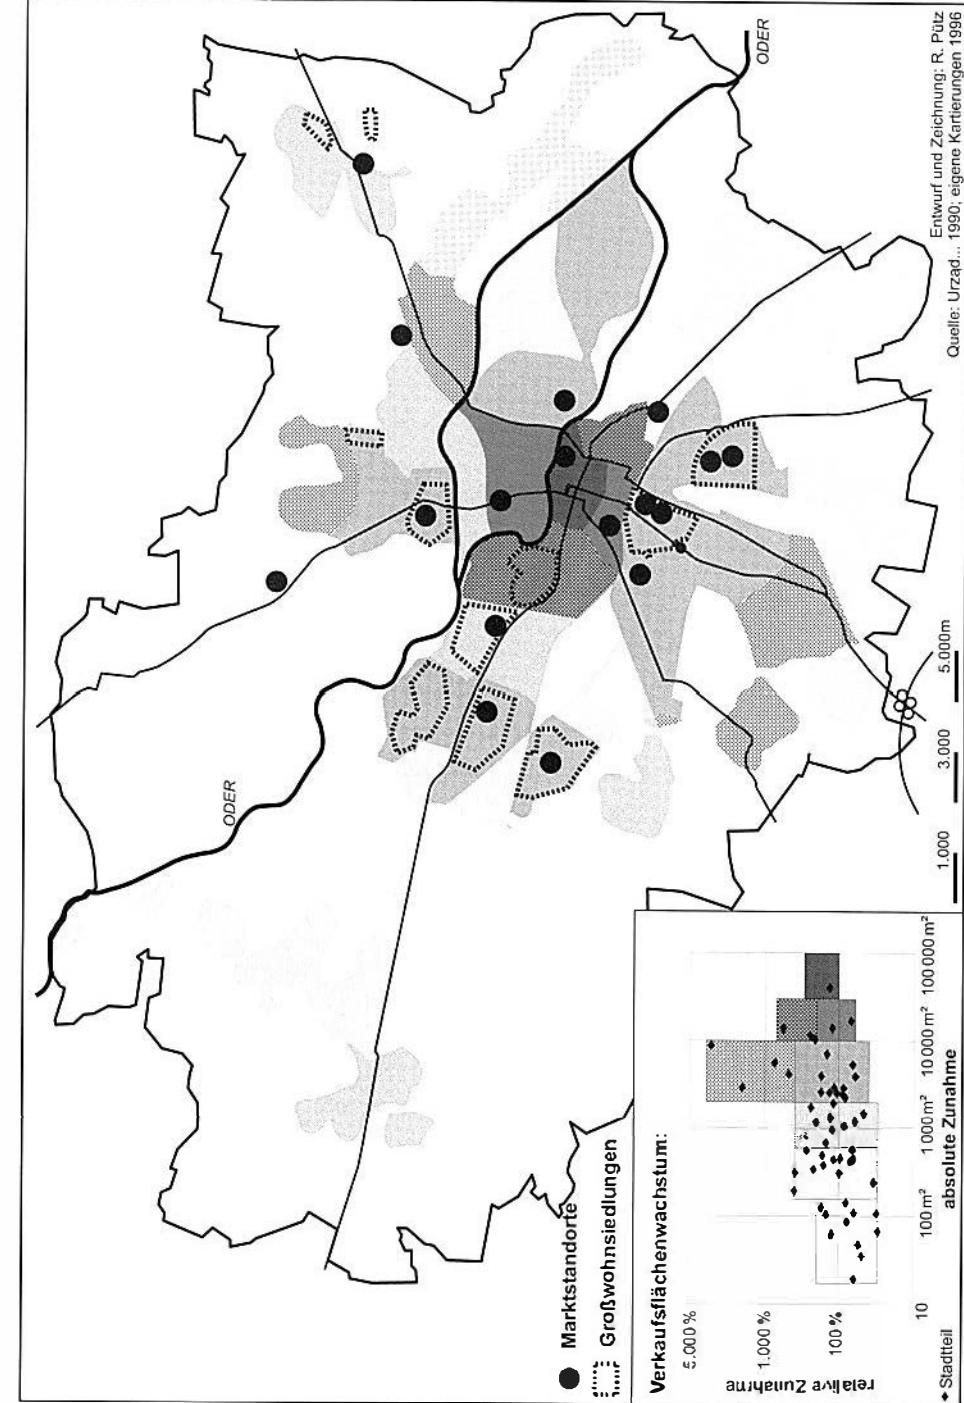 ODER
ODER
Marktstandorte
Großwohnsiedlungen
Verkaufsflächenwachstum:
5.000 %
1.000 %
100 %
relative Zunahme
10
100 m²
1 000 m²
10 000 m²
100 000 m²
absolute Zunahme
Stadtteil
1.000
3.000
5.000m
Entwurf und Zeichnung: R. Pütz
Quelle: Urząd... 1990; eigene Kartierungen 1996